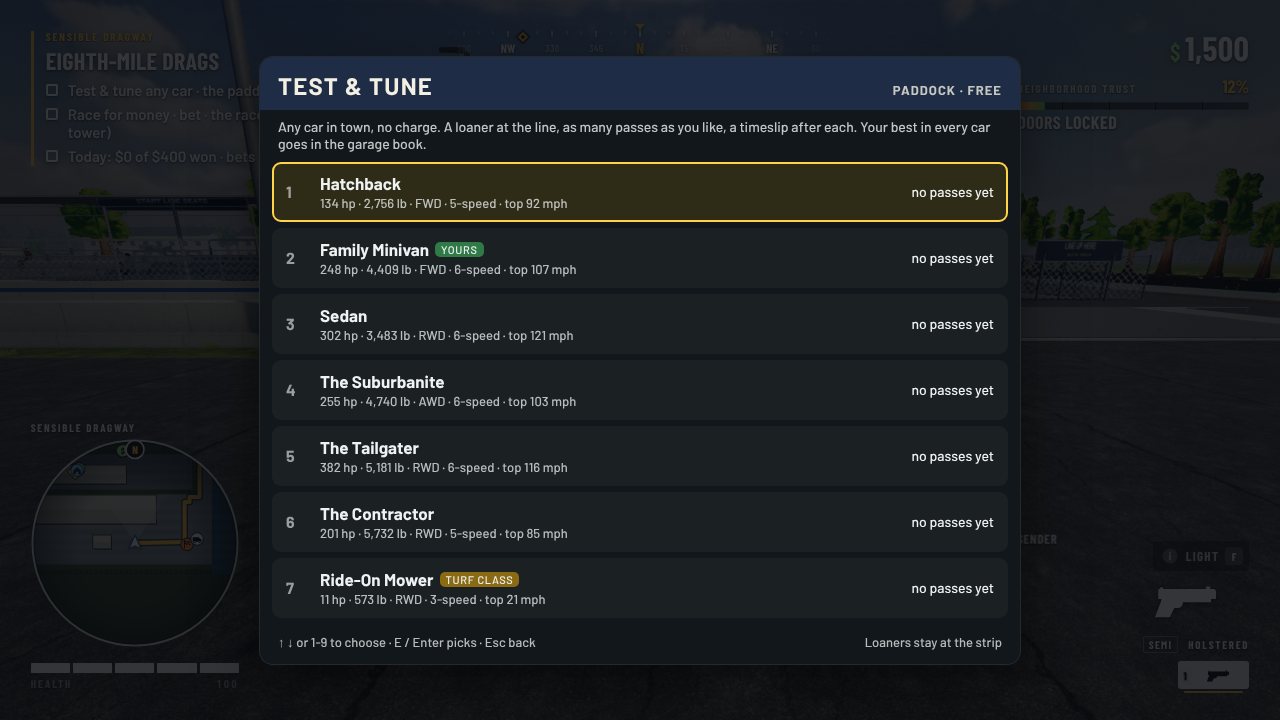 SENSIBLE DRAGWAY
EIGHTH-MILE DRAGS
Test & tune any car · the padd
Race for money · bet · the race
tower)
Today: $0 of $400 won · bets
NW
330
345
N
15
NE
60
$1,500
NEIGHBORHOOD TRUST
12%
DOORS LOCKED
TEST & TUNE
PADDOCK · FREE
Any car in town, no charge. A loaner at the line, as many passes as you like, a timeslip after each. Your best in every car
goes in the garage book.
1
Hatchback
134 hp · 2,756 lb · FWD · 5-speed · top 92 mph
no passes yet
2
Family Minivan YOURS
248 hp · 4,409 lb · FWD · 6-speed · top 107 mph
no passes yet
3
Sedan
302 hp · 3,483 lb · RWD · 6-speed · top 121 mph
no passes yet
4
The Suburbanite
255 hp · 4,740 lb · AWD · 6-speed · top 103 mph
no passes yet
5
The Tailgater
382 hp · 5,181 lb · RWD · 6-speed · top 116 mph
no passes yet
6
The Contractor
201 hp · 5,732 lb · RWD · 5-speed · top 85 mph
no passes yet
7
Ride-On Mower TURF CLASS
11 hp · 573 lb · RWD · 3-speed · top 21 mph
no passes yet
↑ ↓ or 1-9 to choose · E / Enter picks · Esc back
Loaners stay at the strip
SENSIBLE DRAGWAY
N
HEALTH
100
LINE UP HERE
ENDER
LIGHT F
SEMI HOLSTERED
1